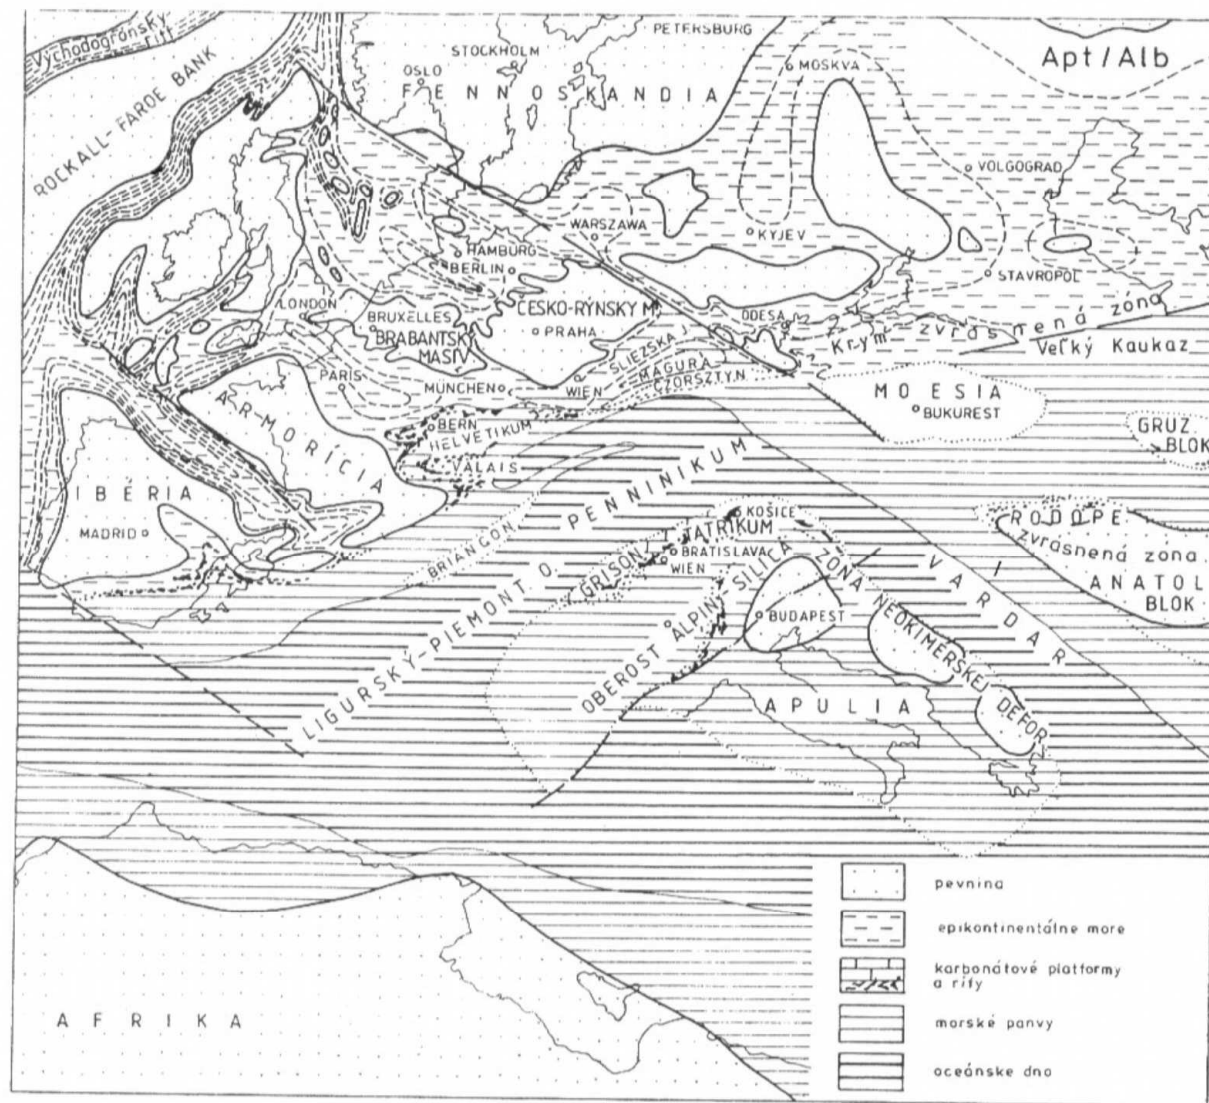 Východogrónsky
rift
ROCKALL-FAROE BANK
PETERSBURG
STOCKHOLM
OSLO
FENNOSKANDIA
MOSKVA
Apt/Alb
VOLGOGRAD
WARSZAWA
KYJEV
HAMBURG
BERLIN
STAVROPOL
LONDON
BRUXELLES
BRABANTSKÝ
MASÍV
ČESKO-RÝNSKY M.
PRAHA
ODESA
Krym-zvrásnená zóna
Veľký Kaukaz
SLIEZSKA J.
MAGURA
CZORSZTYN
PARIS
MÜNCHEN
WIEN
MOESIA
BUKUREST
AR-MORÍCIA
BERN
HELVETIKUM
VALAIS
GRUZ.
BLOK
IBÉRIA
MADRID
BRIANÇON
LIGURSKÝ-PIEMONT. O. PENNINIKUM
KOŠICE
TATRIKUM
GRISON
BRATISLAVA
WIEN
RODOPE
zvrásnená zóna
ANATOL
BLOK
VARDAR
OBEROST ALPIN-SILICA
ZÓNA NEOKIMERSKEJ DEFOR.
BUDAPEST
APULIA
AFRIKA
pevnina
epikontinentálne more
karbonátové platformy
a rify
morské panvy
oceánske dno